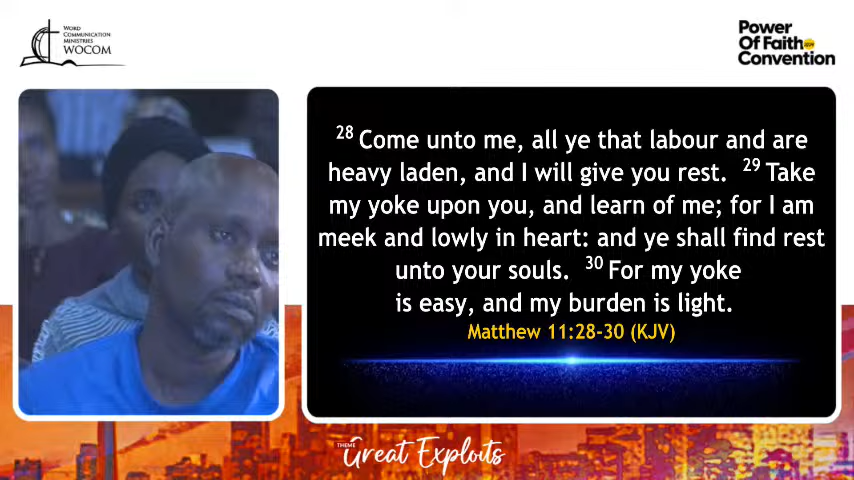 WORD
COMMUNICATION
MINISTRIES
WOCOM
Power
Of Faith
Convention
28 Come unto me, all ye that labour and are
heavy laden, and I will give you rest. 29 Take
my yoke upon you, and learn of me; for I am
meek and lowly in heart: and ye shall find rest
unto your souls. 30 For my yoke
is easy, and my burden is light.
Matthew 11:28-30 (KJV)
THEME
Great Exploits